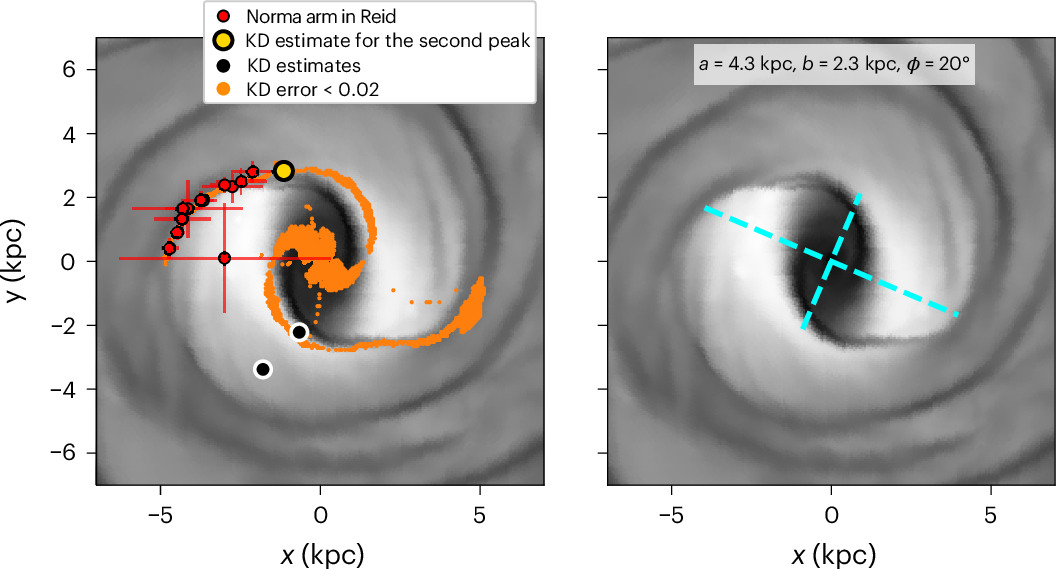 Norma arm in Reid
KD estimate for the second peak
KD estimates
KD error < 0.02
a = 4.3 kpc, b = 2.3 kpc, ϕ = 20°
6
4
2
0
−2
−4
−6
y (kpc)
−5
0
5
x (kpc)
−5
0
5
x (kpc)